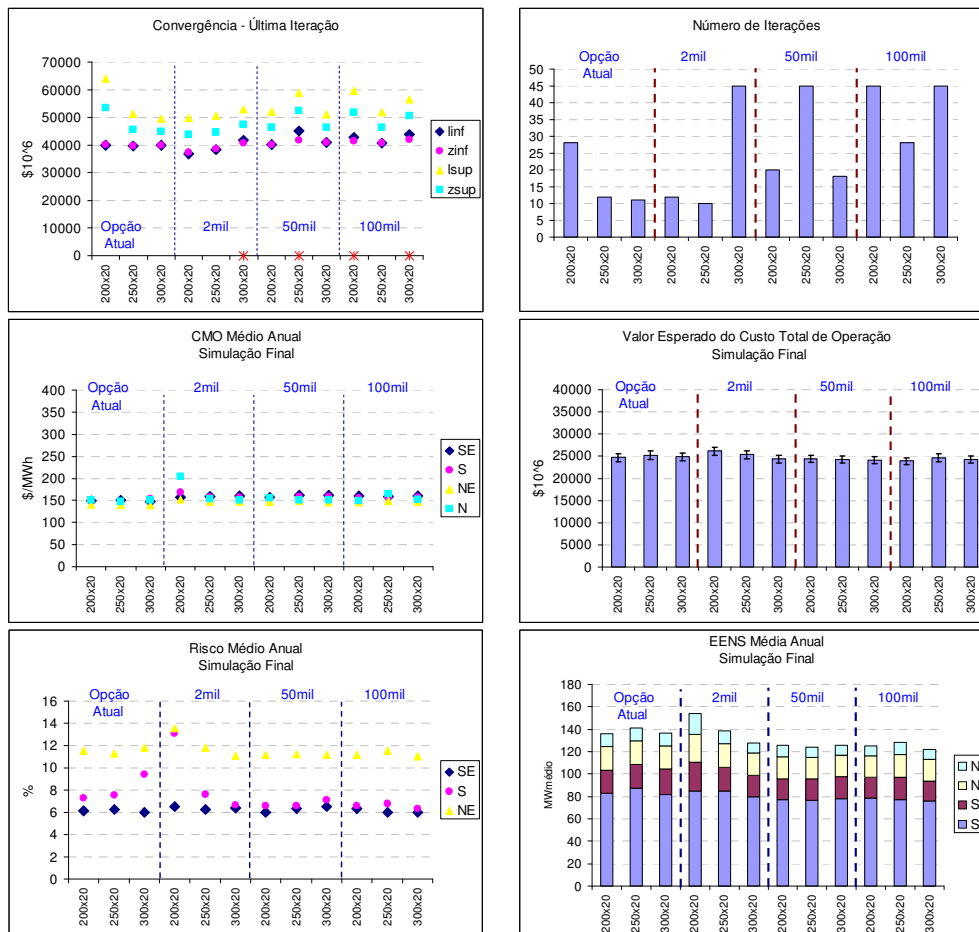 Convergência - Última Iteração
70000
60000
50000
40000
30000
20000
10000
0
$10^6
Opção
Atual
2mil
50mil
100mil
200x20
250x20
300x20
200x20
250x20
300x20
200x20
250x20
300x20
200x20
250x20
300x20
linf
zinf
lsup
zsup
Número de Iterações
Opção
Atual
2mil
50mil
100mil
45
40
35
30
25
20
15
10
5
0
200x20
250x20
300x20
200x20
250x20
300x20
200x20
250x20
300x20
200x20
250x20
300x20
CMO Médio Anual
Simulação Final
400
350
300
250
200
150
100
50
0
$/MWh
Opção
Atual
2mil
50mil
100mil
200x20
250x20
300x20
200x20
250x20
300x20
200x20
250x20
300x20
200x20
250x20
300x20
SE
S
NE
N
Valor Esperado do Custo Total de Operação
Simulação Final
40000
35000
30000
25000
20000
15000
10000
5000
0
$10^6
Opção
Atual
2mil
50mil
100mil
200x20
250x20
300x20
200x20
250x20
300x20
200x20
250x20
300x20
200x20
250x20
300x20
Risco Médio Anual
Simulação Final
16
14
12
10
8
6
4
2
0
%
Opção
Atual
2mil
50mil
100mil
200x20
250x20
300x20
200x20
250x20
300x20
200x20
250x20
300x20
200x20
250x20
300x20
SE
S
NE
EENS Média Anual
Simulação Final
180
160
140
120
100
80
60
40
20
0
MWmédio
Opção
Atual
2mil
50mil
100mil
200x20
250x20
300x20
200x20
250x20
300x20
200x20
250x20
300x20
200x20
250x20
300x20